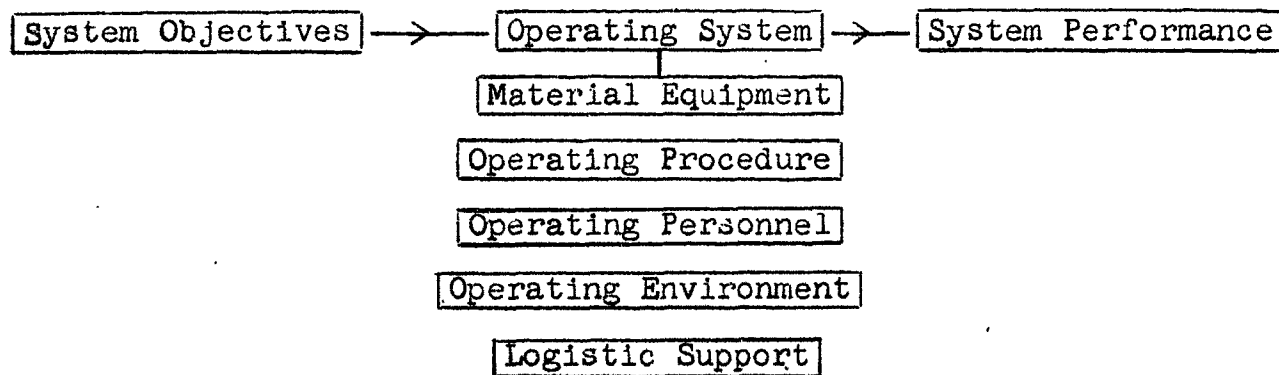 System Objectives Operating System System Performance
Material Equipment
Operating Procedure
Operating Personnel
Operating Environment
Logistic Support